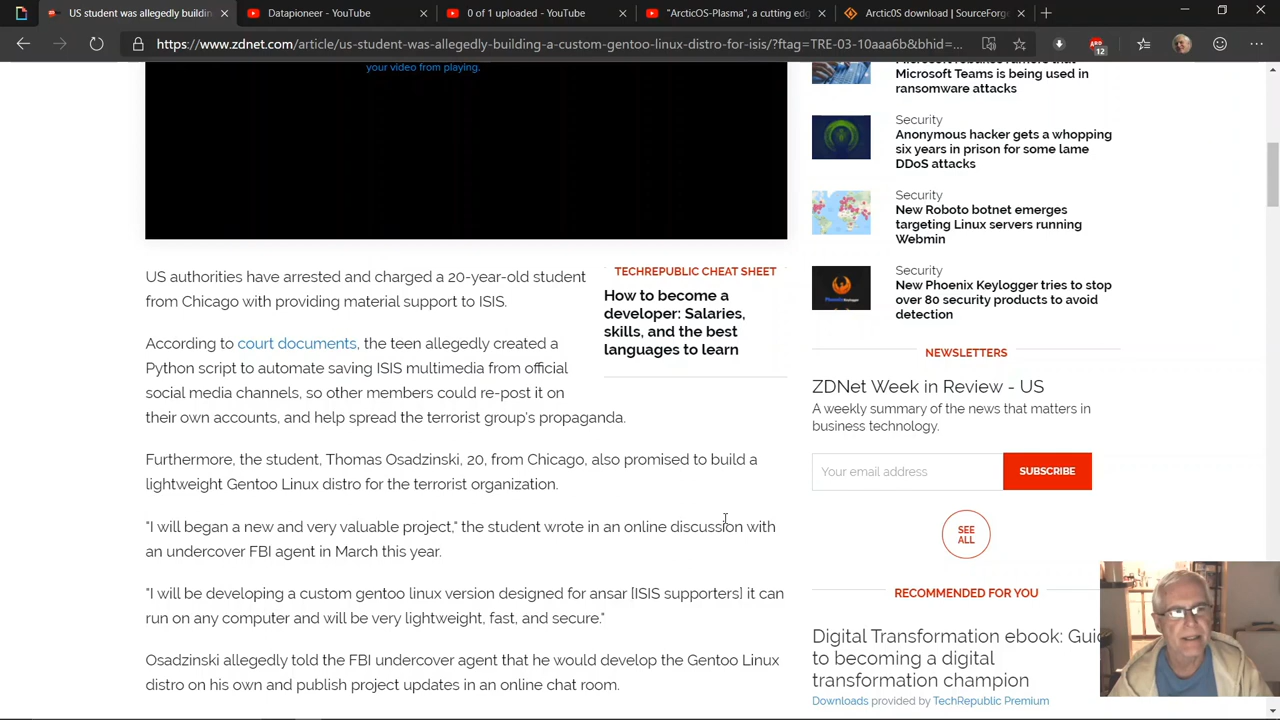 US student was allegedly buildin
Datapioneer - YouTube
0 of 1 uploaded - YouTube
"ArcticOS-Plasma", a cutting edg
Arctic0S download | SourceForg
https://www.zdnet.com/article/us-student-was-allegedly-building-a-custom-gentoo-linux-distro-for-isis/?ftag=TRE-03-10aaa6b&bhid=...
12
your video from playing.
US authorities have arrested and charged a 20-year-old student
from Chicago with providing material support to ISIS.
According to court documents, the teen allegedly created a
Python script to automate saving ISIS multimedia from official
social media channels, so other members could re-post it on
their own accounts, and help spread the terrorist group's propaganda.
Furthermore, the student, Thomas Osadzinski, 20, from Chicago, also promised to build a
lightweight Gentoo Linux distro for the terrorist organization.
"I will began a new and very valuable project," the student wrote in an online discussion with
an undercover FBI agent in March this year.
"I will be developing a custom gentoo linux version designed for ansar [ISIS supporters] it can
run on any computer and will be very lightweight, fast, and secure."
Osadzinski allegedly told the FBI undercover agent that he would develop the Gentoo Linux
distro on his own and publish project updates in an online chat room.
TECHREPUBLIC CHEAT SHEET
How to become a
developer: Salaries,
skills, and the best
languages to learn
Microsoft Teams is being used in
ransomware attacks
Security
Anonymous hacker gets a whopping
six years in prison for some lame
DDoS attacks
Security
New Roboto botnet emerges
targeting Linux servers running
Webmin
Security
New Phoenix Keylogger tries to stop
over 80 security products to avoid
detection
NEWSLETTERS
ZDNet Week in Review - US
A weekly summary of the news that matters in
business technology.
Your email address
SUBSCRIBE
SEE
ALL
RECOMMENDED FOR YOU
Digital Transformation ebook:
to becoming a digital
transformation champion
Downloads provided by TechRepublic Premium